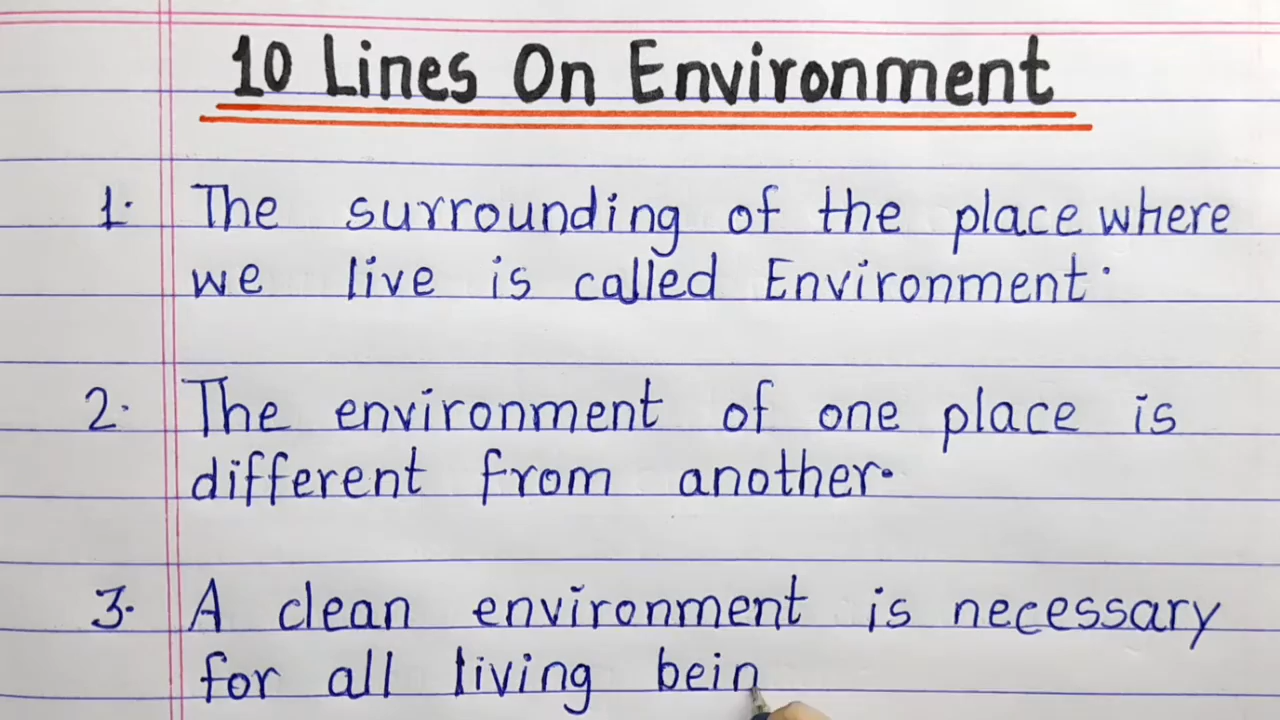 10 Lines On Environment
1. The surrounding of the place where
we live is called Environment.
2. The environment of one place is
different from another.
3. A clean environment is necessary
for all living bein